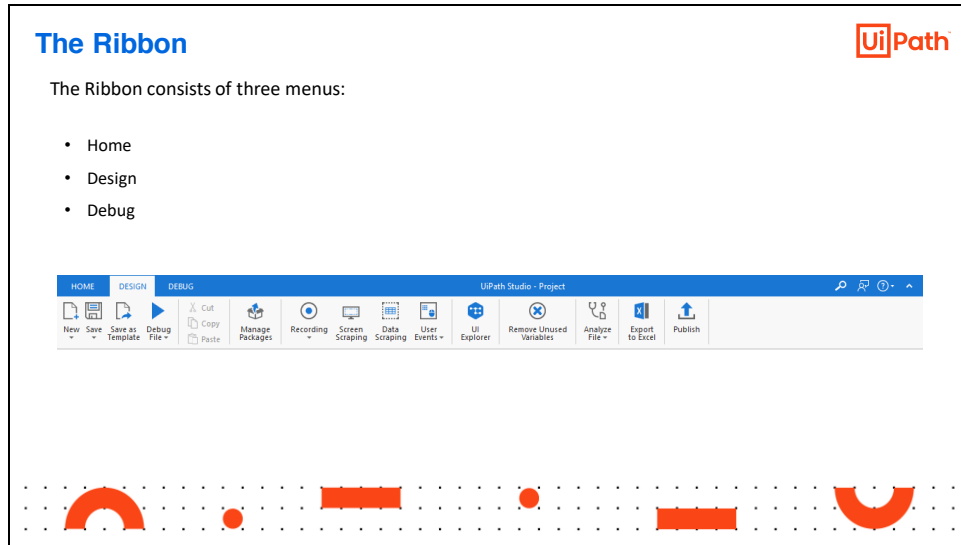 The Ribbon
UiPath
The Ribbon consists of three menus:
• Home
• Design
• Debug
HOME DESIGN DEBUG UiPath Studio - Project
New Save Save as Template Debug File Cut Copy Paste Manage Packages Recording Screen Scraping Data Scraping User Events UI Explorer Remove Unused Variables Analyze File Export to Excel Publish